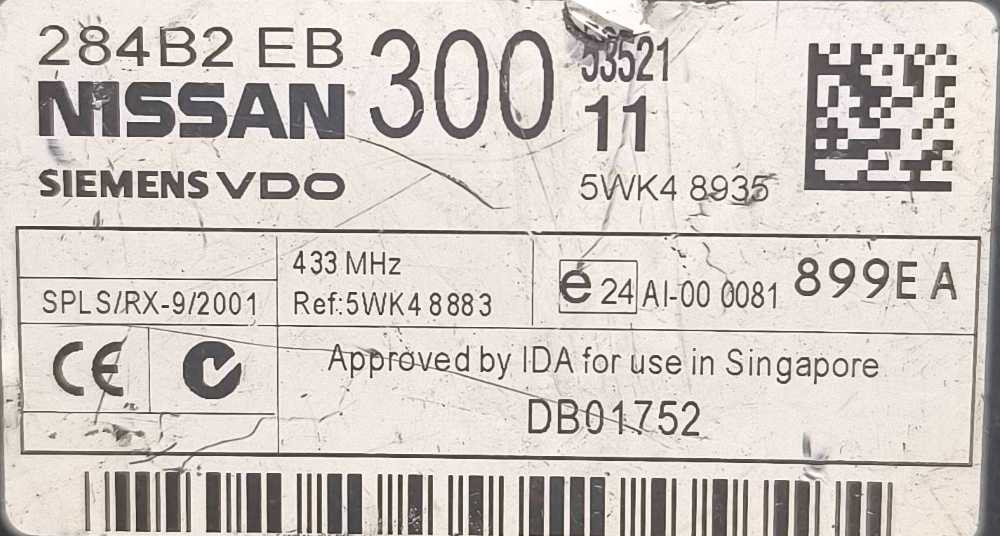 284B2 EB
NISSAN
300
53521
11
SIEMENS VDO
5WK4 8935
433 MHz
SPLS/RX-9/2001
Ref:5WK4 8883
e 24 AI-00 0081
899E A
CE
Approved by IDA for use in Singapore
DB01752